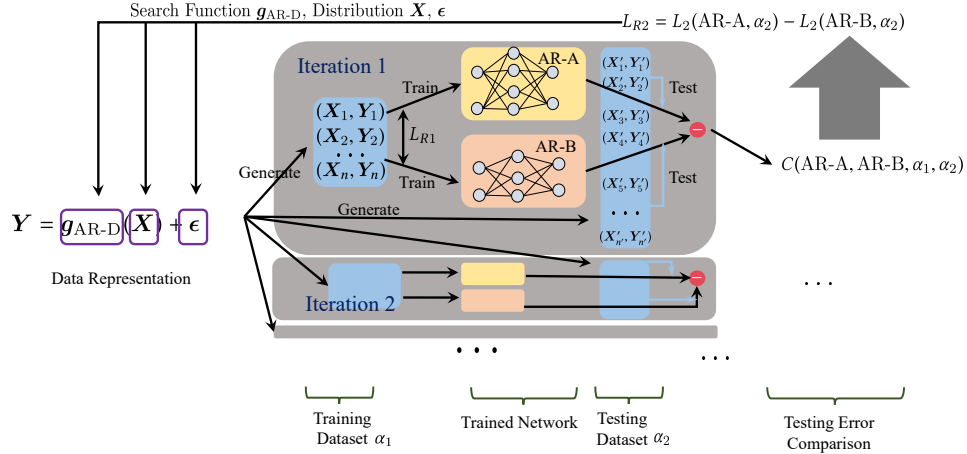 Search Function g_AR-D, Distribution X, ϵ
L_R2 = L_2(AR-A, α_2) − L_2(AR-B, α_2)
Iteration 1
(X_1, Y_1)
(X_2, Y_2)
...
(X_n, Y_n)
L_R1
Train
Train
Generate
Generate
AR-A
AR-B
(X′_1, Y′_1)
(X′_2, Y′_2)
(X′_3, Y′_3)
(X′_4, Y′_4)
(X′_5, Y′_5)
...
(X′_n′, Y′_n′)
Test
Test
−
C(AR-A, AR-B, α_1, α_2)
Y = g_AR-D(X) + ϵ
Data Representation
Iteration 2
−
...
...
...
Training
Dataset α_1
Trained Network
Testing
Dataset α_2
Testing Error
Comparison